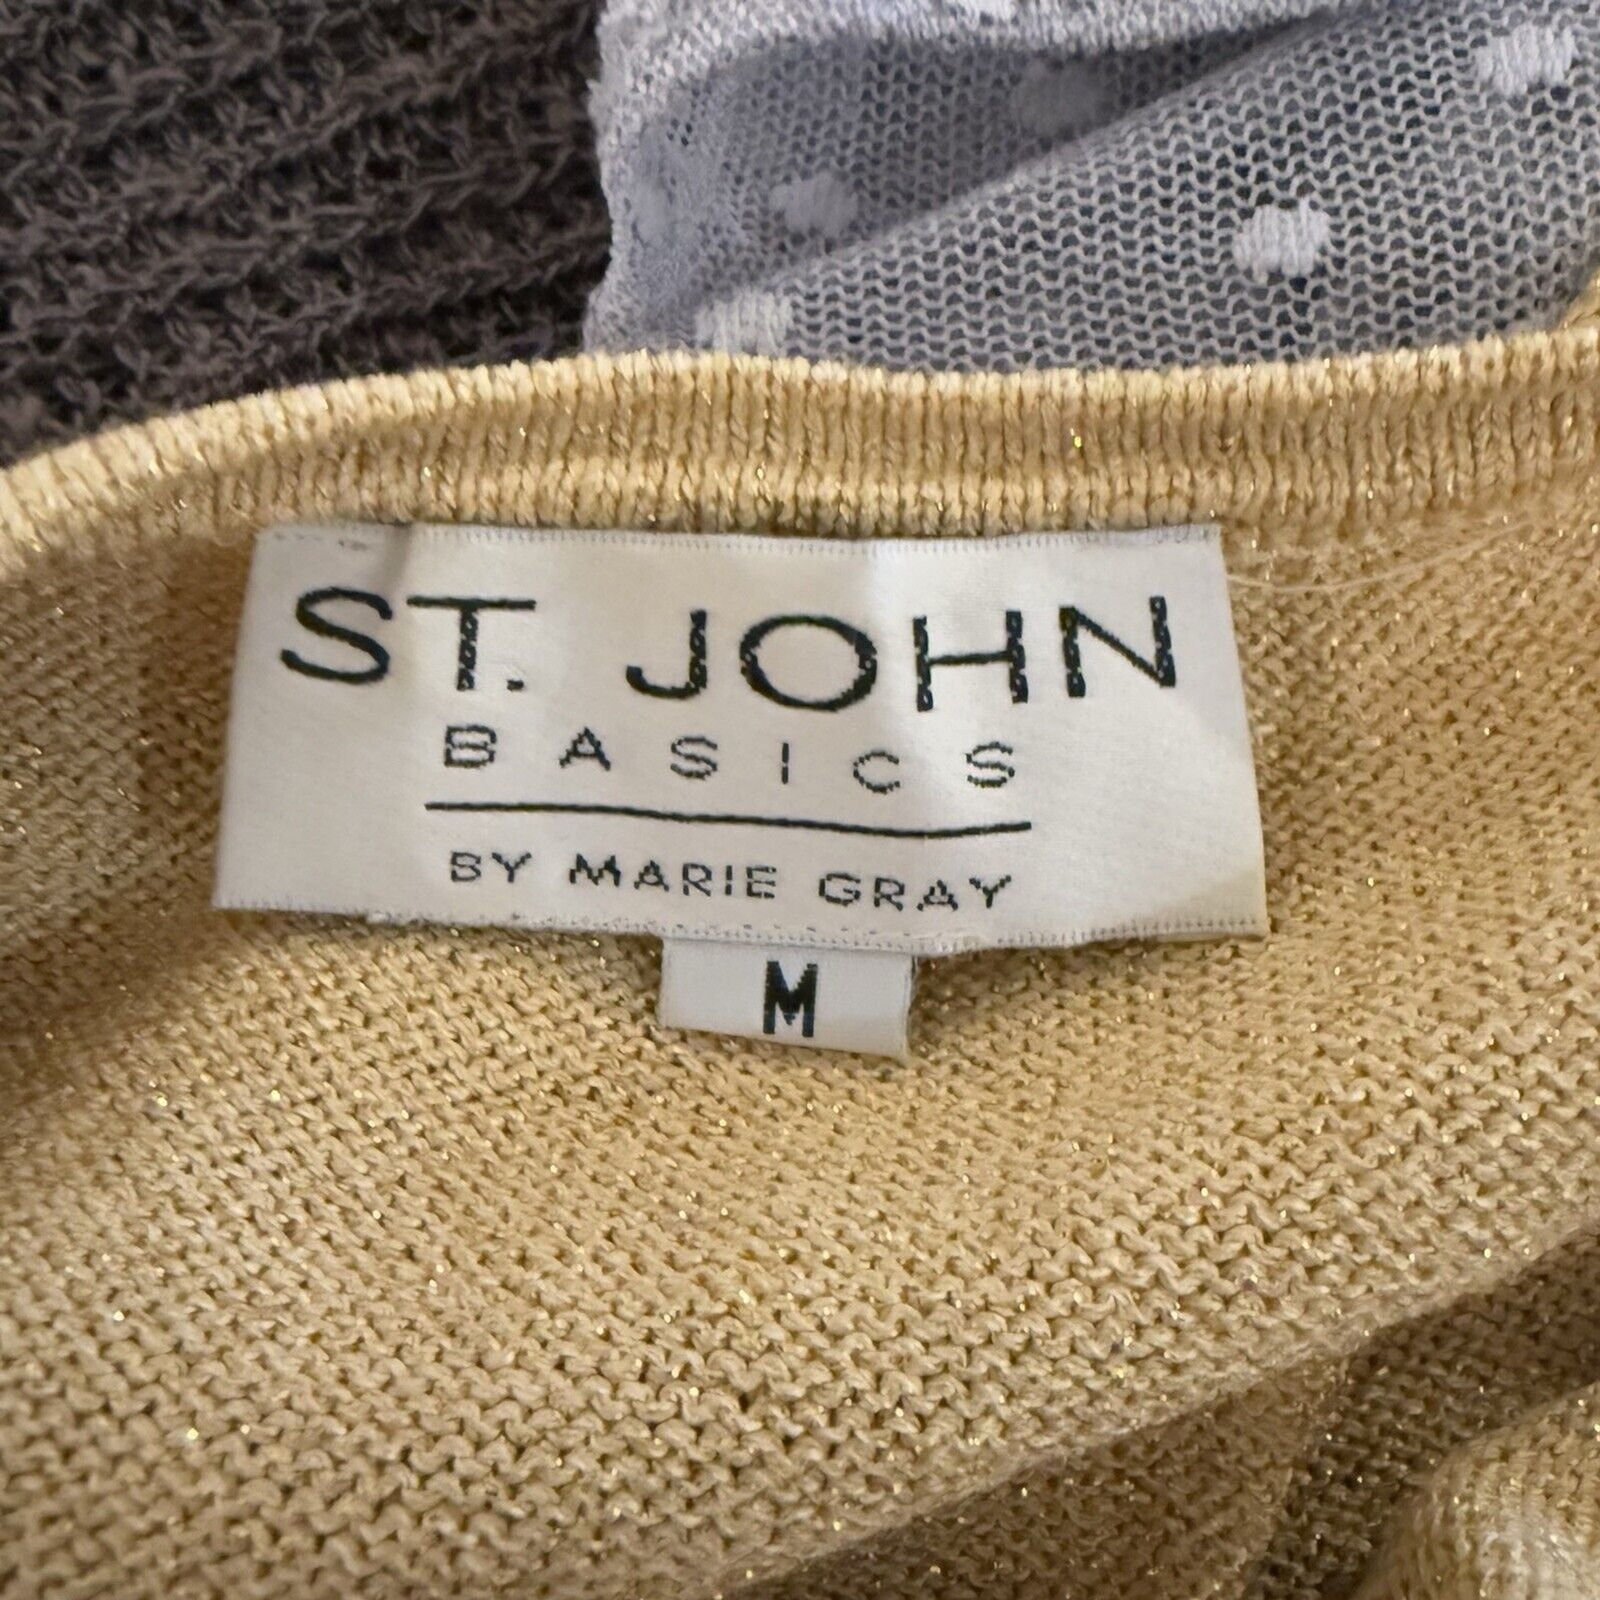 ST. JOHN
BASICS
BY MARIE GRAY
M